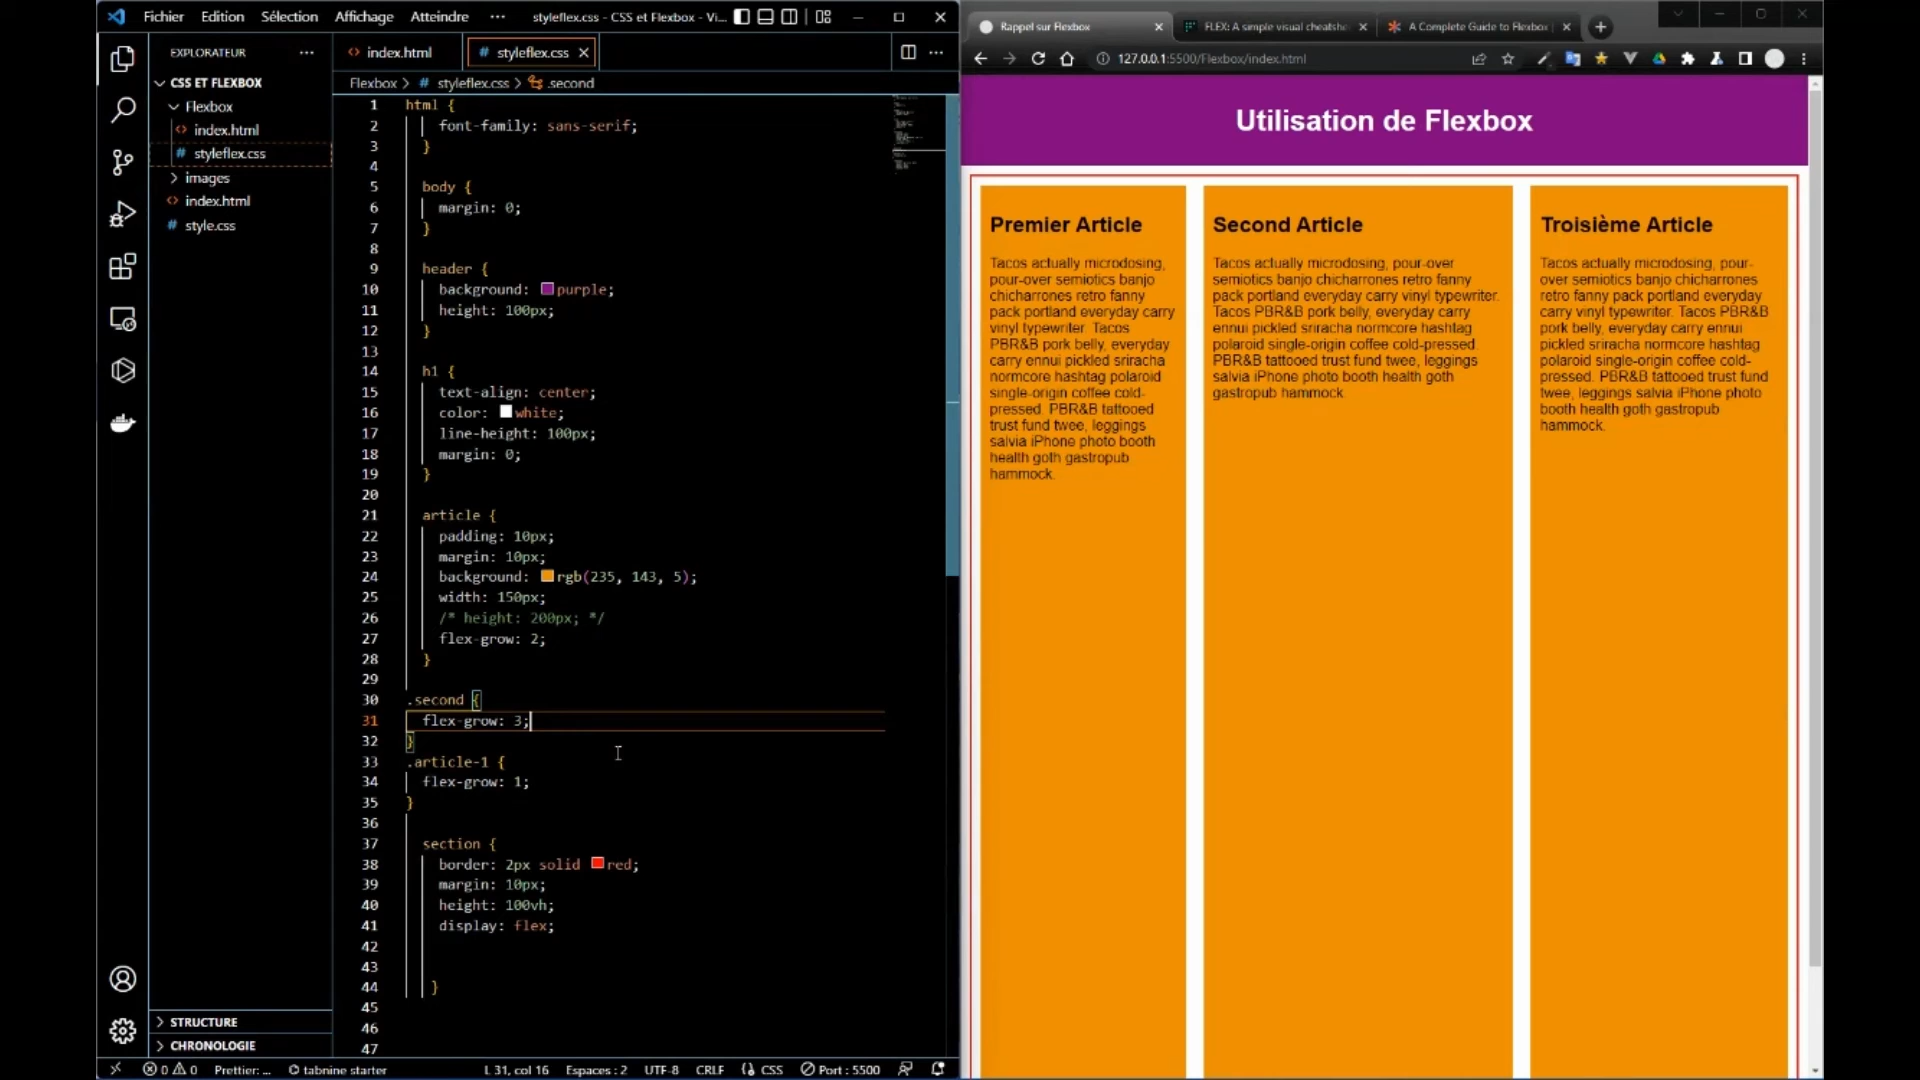 Fichier Edition Sélection Affichage Atteindre ··· styleflex.css - CSS et Flexbox - Vi...
EXPLORATEUR ···
CSS ET FLEXBOX
Flexbox
index.html
styleflex.css
images
index.html
style.css
STRUCTURE
CHRONOLOGIE
index.html
styleflex.css
Flexbox > # styleflex.css > .second
1 html {
2 font-family: sans-serif;
3 }
4
5 body {
6 margin: 0;
7 }
8
9 header {
10 background: purple;
11 height: 100px;
12 }
13
14 h1 {
15 text-align: center;
16 color: white;
17 line-height: 100px;
18 margin: 0;
19 }
20
21 article {
22 padding: 10px;
23 margin: 10px;
24 background: rgb(235, 143, 5);
25 width: 150px;
26 /* height: 200px; */
27 flex-grow: 2;
28 }
29
30 .second {
31 flex-grow: 3;
32 }
33 .article-1 {
34 flex-grow: 1;
35 }
36
37 section {
38 border: 2px solid red;
39 margin: 10px;
40 height: 100vh;
41 display: flex;
42
43
44 }
45
46
47
0 0 Prettier: ... tabnine starter L 31, col 16 Espaces : 2 UTF-8 CRLF CSS Port : 5500
Rappel sur Flexbox
FLEX: A simple visual cheatshe
A Complete Guide to Flexbox
127.0.0.1:5500/Flexbox/index.html
Utilisation de Flexbox
Premier Article
Tacos actually microdosing,
pour-over semiotics banjo
chicharrones retro fanny
pack portland everyday carry
vinyl typewriter. Tacos
PBR&B pork belly, everyday
carry ennui pickled sriracha
normcore hashtag polaroid
single-origin coffee cold-
pressed. PBR&B tattooed
trust fund twee, leggings
salvia iPhone photo booth
health goth gastropub
hammock.
Second Article
Tacos actually microdosing, pour-over
semiotics banjo chicharrones retro fanny
pack portland everyday carry vinyl typewriter.
Tacos PBR&B pork belly, everyday carry
ennui pickled sriracha normcore hashtag
polaroid single-origin coffee cold-pressed.
PBR&B tattooed trust fund twee, leggings
salvia iPhone photo booth health goth
gastropub hammock.
Troisième Article
Tacos actually microdosing, pour-
over semiotics banjo chicharrones
retro fanny pack portland everyday
carry vinyl typewriter. Tacos PBR&B
pork belly, everyday carry ennui
pickled sriracha normcore hashtag
polaroid single-origin coffee cold-
pressed. PBR&B tattooed trust fund
twee, leggings salvia iPhone photo
booth health goth gastropub
hammock.